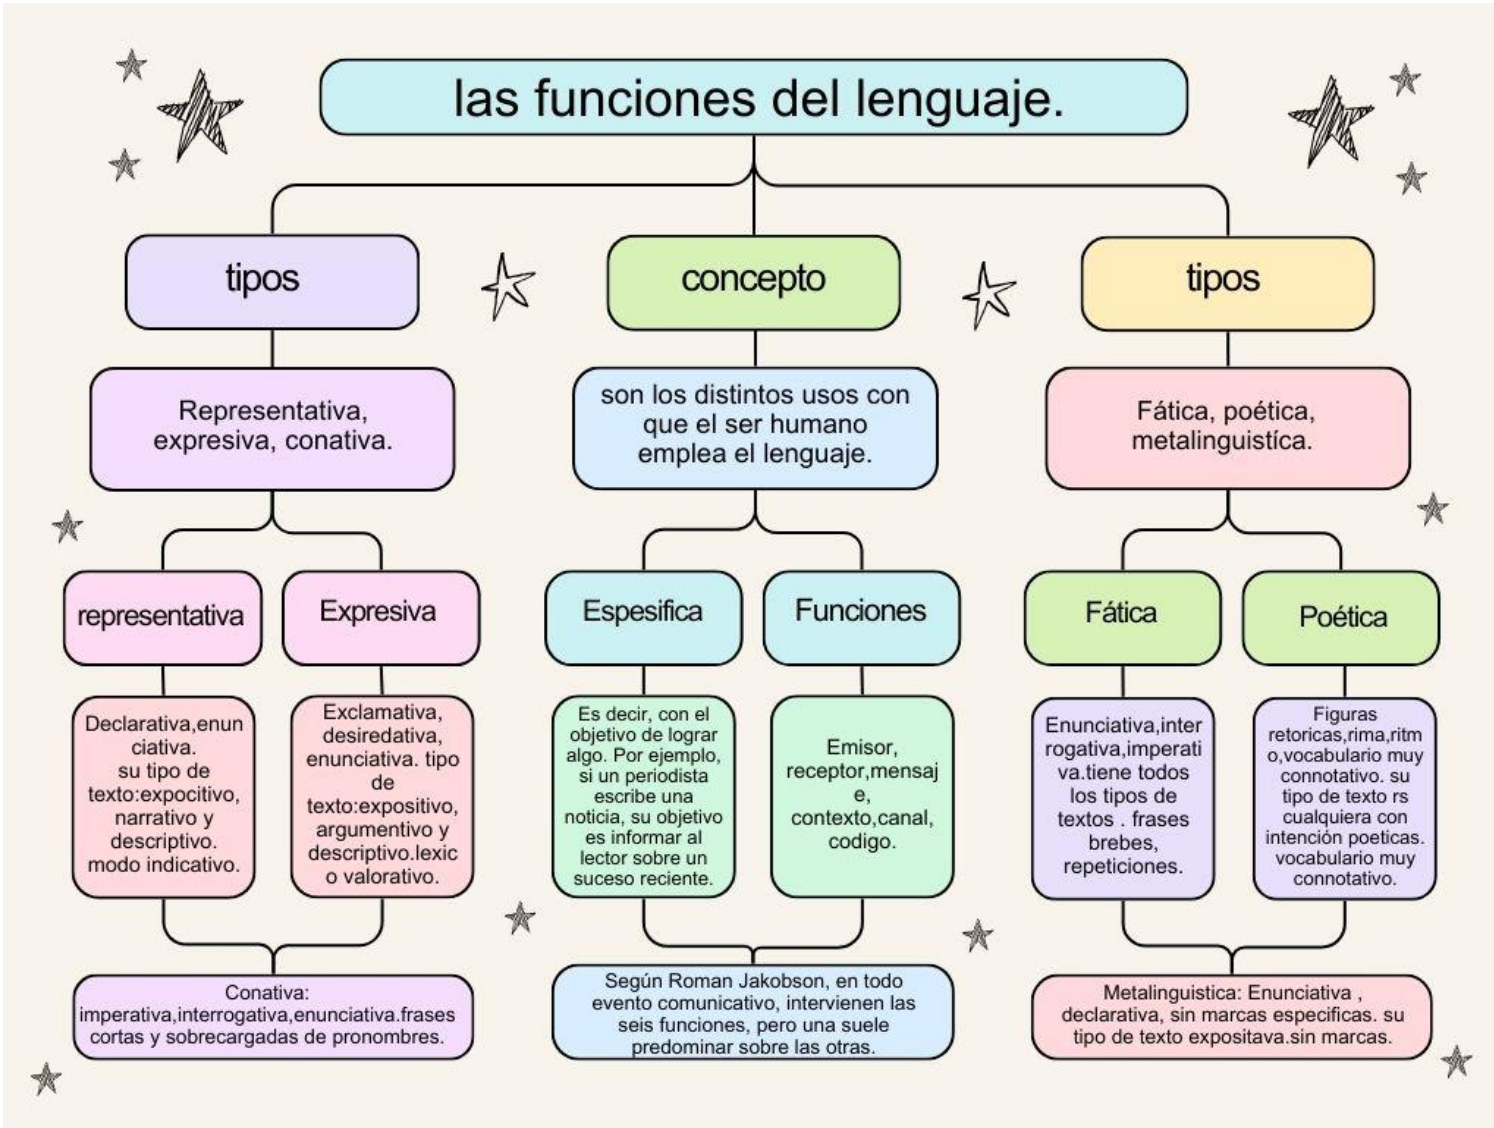 las funciones del lenguaje.
tipos
concepto
tipos
Representativa,
expresiva, conativa.
son los distintos usos con
que el ser humano
emplea el lenguaje.
Fática, poética,
metalinguistíca.
representativa
Expresiva
Espesifica
Funciones
Fática
Poética
Declarativa,enun
ciativa.
su tipo de
texto:expocitivo,
narrativo y
descriptivo.
modo indicativo.
Exclamativa,
desiredativa,
enunciativa. tipo
de
texto:expositivo,
argumentivo y
descriptivo.lexic
o valorativo.
Es decir, con el
objetivo de lograr
algo. Por ejemplo,
si un periodista
escribe una
noticia, su objetivo
es informar al
lector sobre un
suceso reciente.
Emisor,
receptor,mensaj
e,
contexto,canal,
codigo.
Enunciativa,inter
rogativa,imperati
va.tiene todos
los tipos de
textos . frases
brebes,
repeticiones.
Figuras
retoricas,rima,ritm
o,vocabulario muy
connotativo. su
tipo de texto rs
cualquiera con
intención poeticas.
vocabulario muy
connotativo.
Conativa:
imperativa,interrogativa,enunciativa.frases
cortas y sobrecargadas de pronombres.
Según Roman Jakobson, en todo
evento comunicativo, intervienen las
seis funciones, pero una suele
predominar sobre las otras.
Metalinguistica: Enunciativa ,
declarativa, sin marcas especificas. su
tipo de texto expositava.sin marcas.